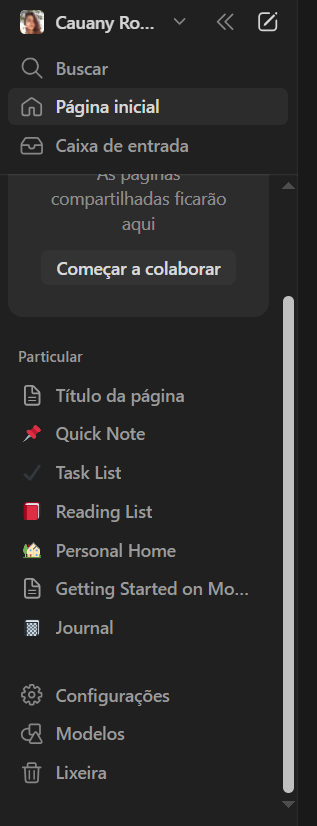 Cauany Ro...
Buscar
Página inicial
Caixa de entrada
As páginas
compartilhadas ficarão
aqui
Começar a colaborar
Particular
Título da página
Quick Note
Task List
Reading List
Personal Home
Getting Started on Mo...
Journal
Configurações
Modelos
Lixeira